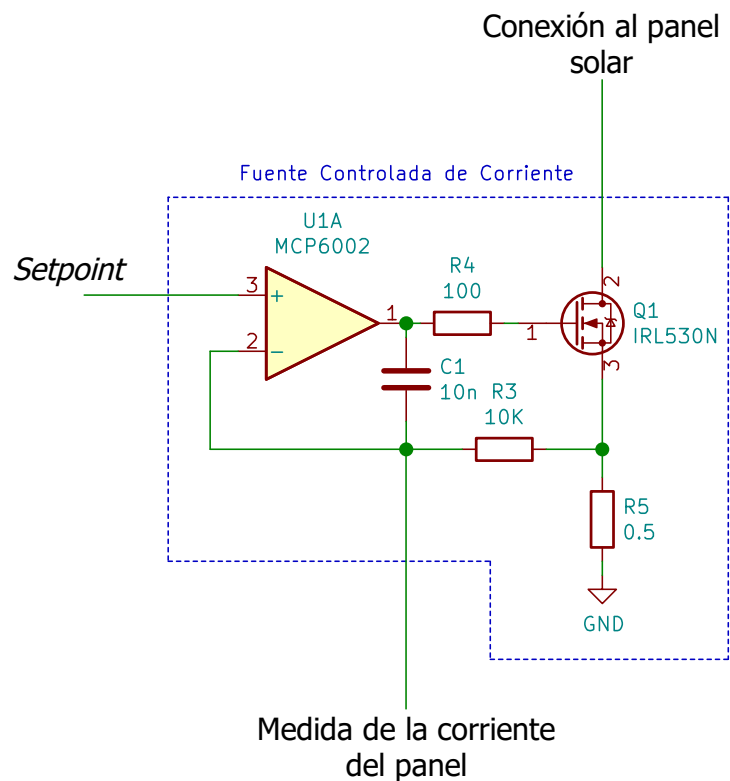 Conexión al panel
solar
Fuente Controlada de Corriente
U1A
MCP6002
Setpoint
3
+
2
-
1
R4
100
1
2
Q1
IRL530N
3
C1
10n
R3
10K
R5
0.5
GND
Medida de la corriente
del panel